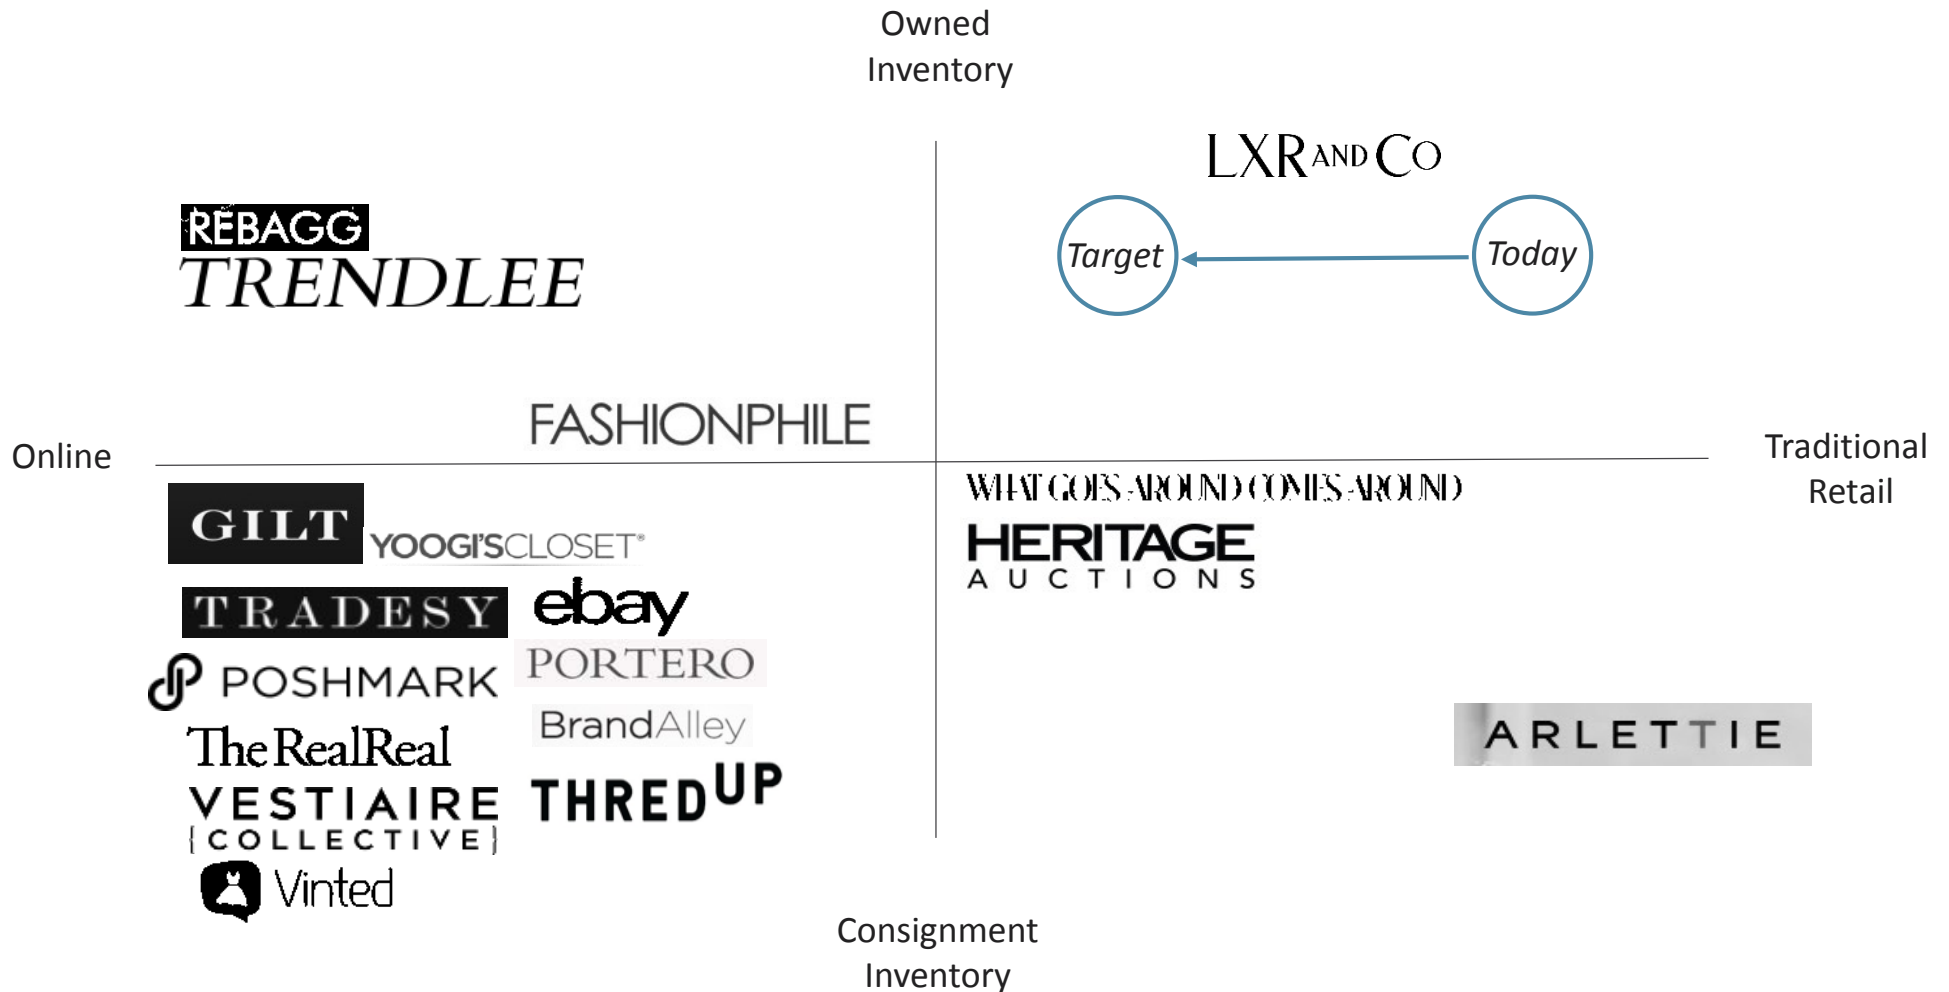 Owned
Inventory
LXR AND CO
REBAGG
TRENDLEE
Target
Today
FASHIONPHILE
Online
Traditional
Retail
WHAT GOES AROUND COMES AROUND
GILT
YOOGI'SCLOSET®
HERITAGE
AUCTIONS
TRADESY
ebay
POSHMARK
PORTERO
BrandAlley
ARLETTIE
The RealReal
VESTIAIRE
{COLLECTIVE}
THREDUP
Vinted
Consignment
Inventory